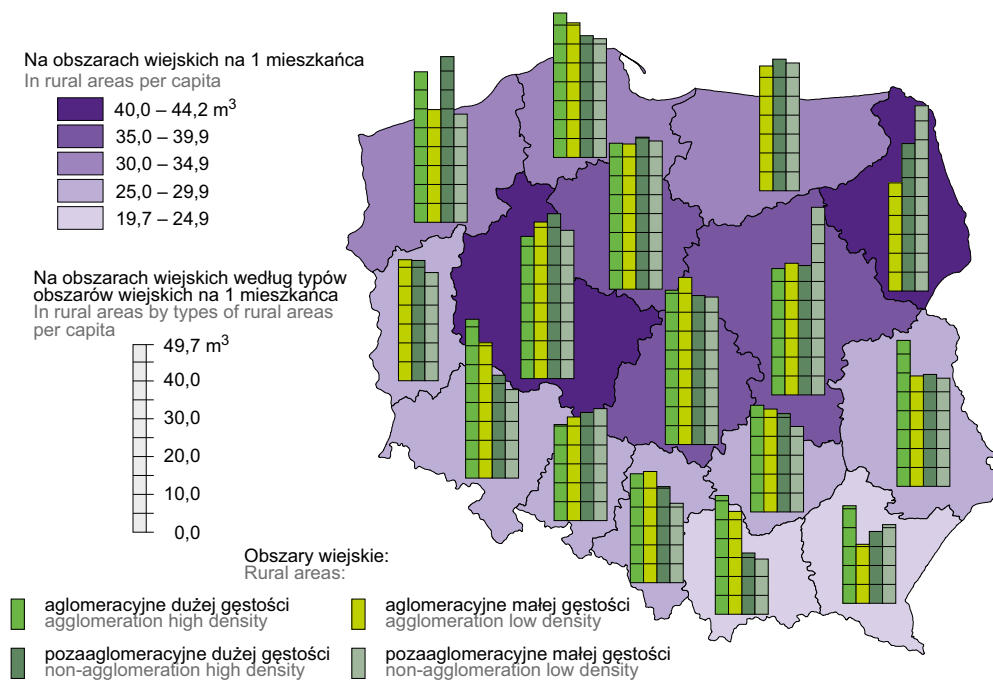 Na obszarach wiejskich na 1 mieszkańca
In rural areas per capita
40,0 – 44,2 m³
35,0 – 39,9
30,0 – 34,9
25,0 – 29,9
19,7 – 24,9
Na obszarach wiejskich według typów
obszarów wiejskich na 1 mieszkańca
In rural areas by types of rural areas
per capita
49,7 m³
40,0
30,0
20,0
10,0
0,0
Obszary wiejskie:
Rural areas:
aglomeracyjne dużej gęstości
agglomeration high density
aglomeracyjne małej gęstości
agglomeration low density
pozaaglomeracyjne dużej gęstości
non-agglomeration high density
pozaaglomeracyjne małej gęstości
non-agglomeration low density